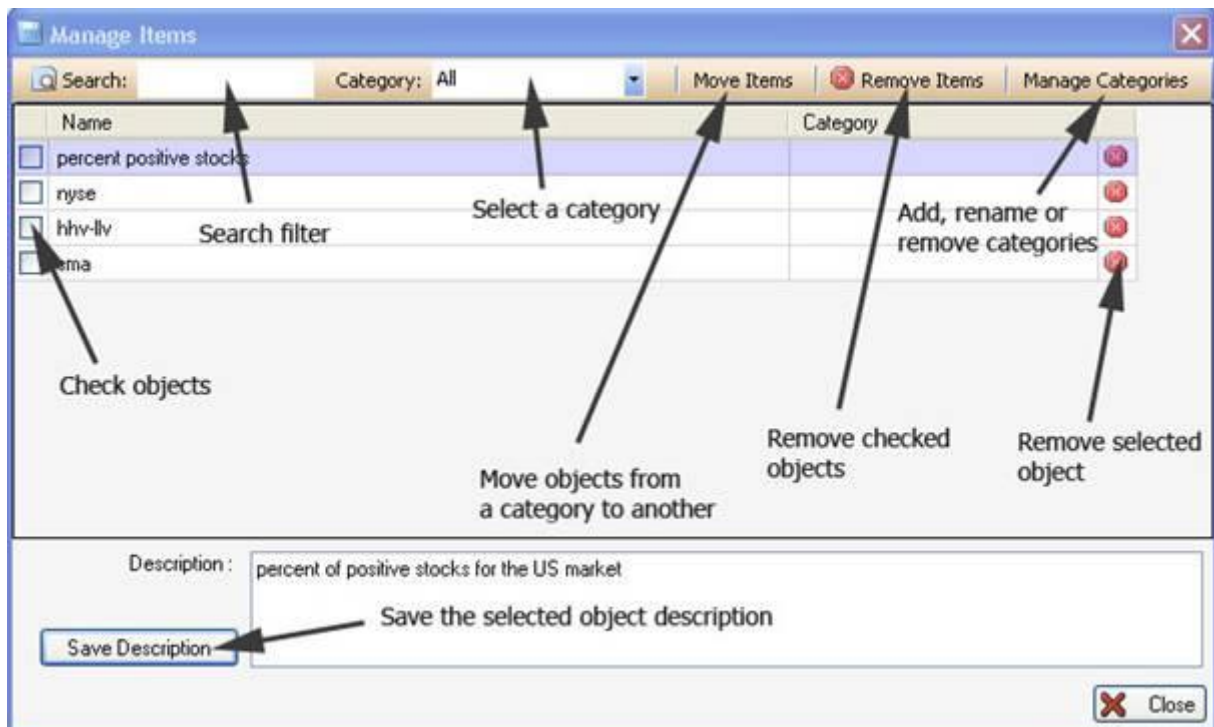 Manage Items
Search: Category: All Move Items Remove Items Manage Categories
Name Category
percent positive stocks
nyse
hhv-llv
ema
Search filter
Select a category
Add, rename or
remove categories
Check objects
Move objects from
a category to another
Remove checked
objects
Remove selected
object
Description : percent of positive stocks for the US market
Save the selected object description
Save Description
Close